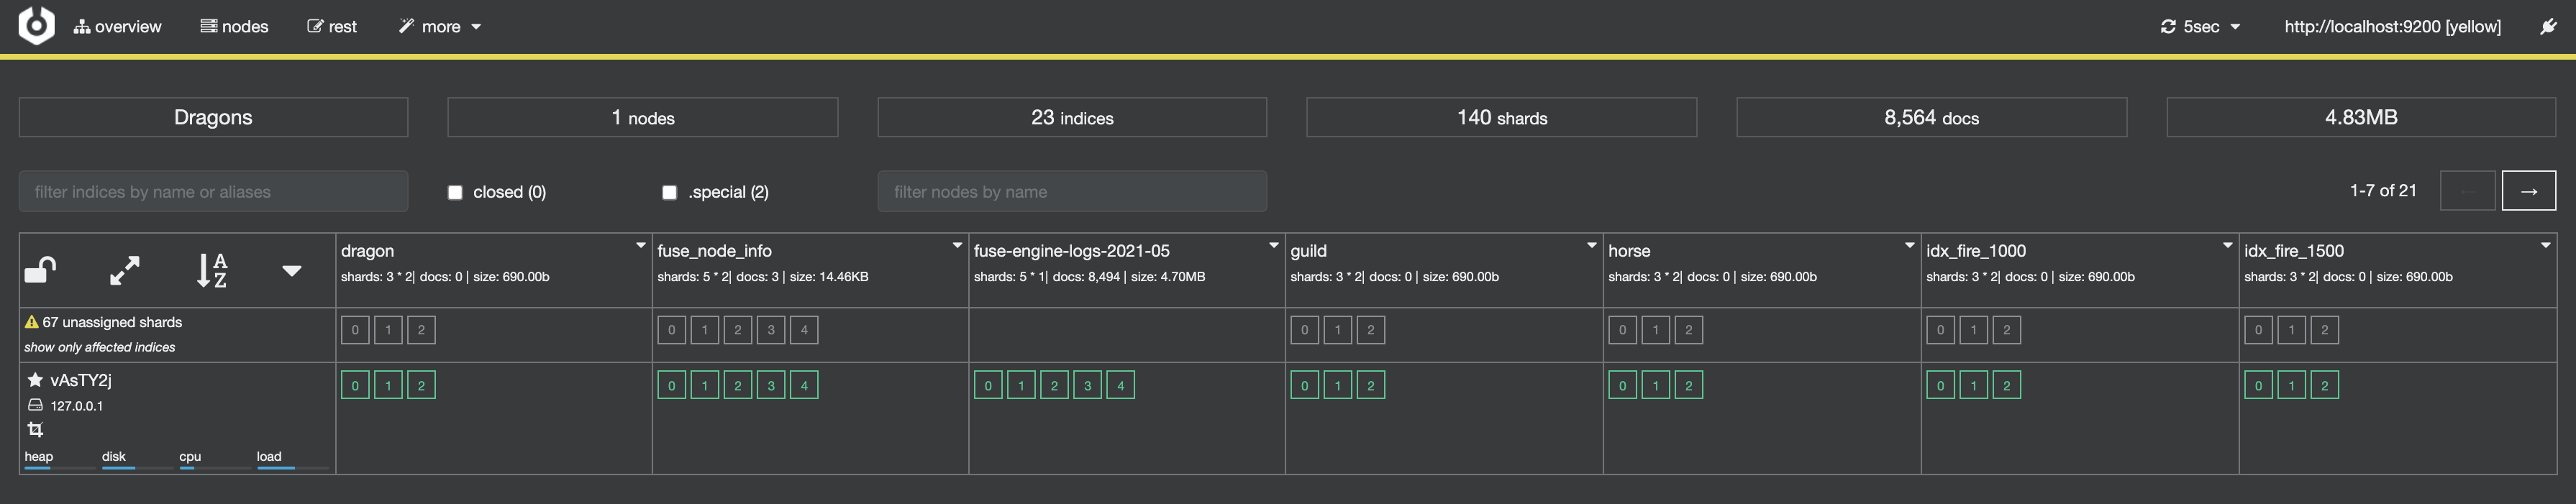 overview nodes rest more 5sec http://localhost:9200 [yellow]
Dragons 1 nodes 23 indices 140 shards 8,564 docs 4.83MB
filter indices by name or aliases closed (0) .special (2) filter nodes by name 1-7 of 21 ← →
A Z
dragon
shards: 3 * 2| docs: 0 | size: 690.00b
fuse_node_info
shards: 5 * 2| docs: 3 | size: 14.46KB
fuse-engine-logs-2021-05
shards: 5 * 1| docs: 8,494 | size: 4.70MB
guild
shards: 3 * 2| docs: 0 | size: 690.00b
horse
shards: 3 * 2| docs: 0 | size: 690.00b
idx_fire_1000
shards: 3 * 2| docs: 0 | size: 690.00b
idx_fire_1500
shards: 3 * 2| docs: 0 | size: 690.00b
67 unassigned shards
show only affected indices
0 1 2 0 1 2 3 4 0 1 2 0 1 2 0 1 2 0 1 2
vAsTY2j
127.0.0.1
heap disk cpu load
0 1 2 0 1 2 3 4 0 1 2 3 4 0 1 2 0 1 2 0 1 2 0 1 2